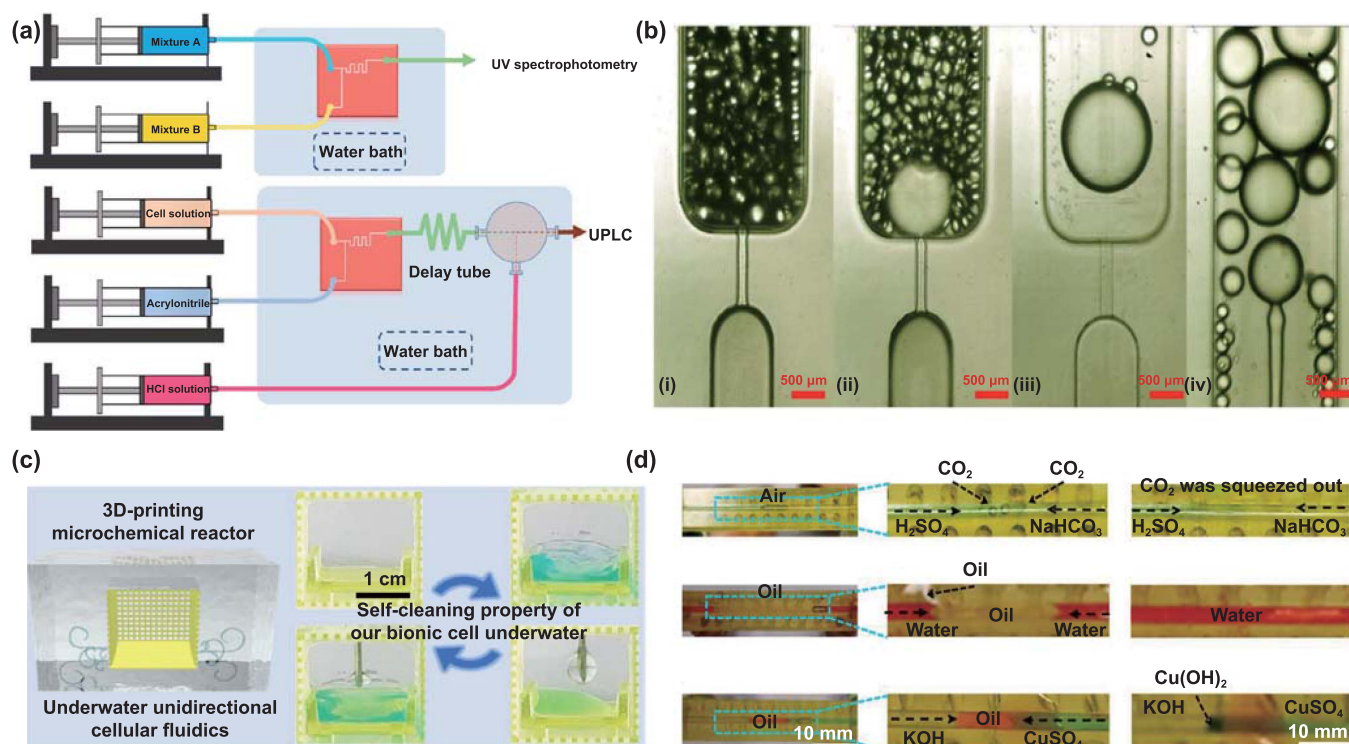 (a)
Mixture A
UV spectrophotometry
Mixture B
Water bath
Cell solution
UPLC
Delay tube
Acrylonitrile
Water bath
HCl solution
(b)
(i)
500 μm
(ii)
500 μm
(iii)
500 μm
(iv)
500 μm
(c)
3D-printing
microchemical reactor
Underwater unidirectional
cellular fluidics
1 cm
Self-cleaning property of
our bionic cell underwater
(d)
Air
CO₂
CO₂
H₂SO₄
NaHCO₃
CO₂ was squeezed out
H₂SO₄
NaHCO₃
Oil
Oil
Oil
Water
Water
Water
Oil
10 mm
Oil
KOH
CuSO₄
Cu(OH)₂
KOH
CuSO₄
10 mm